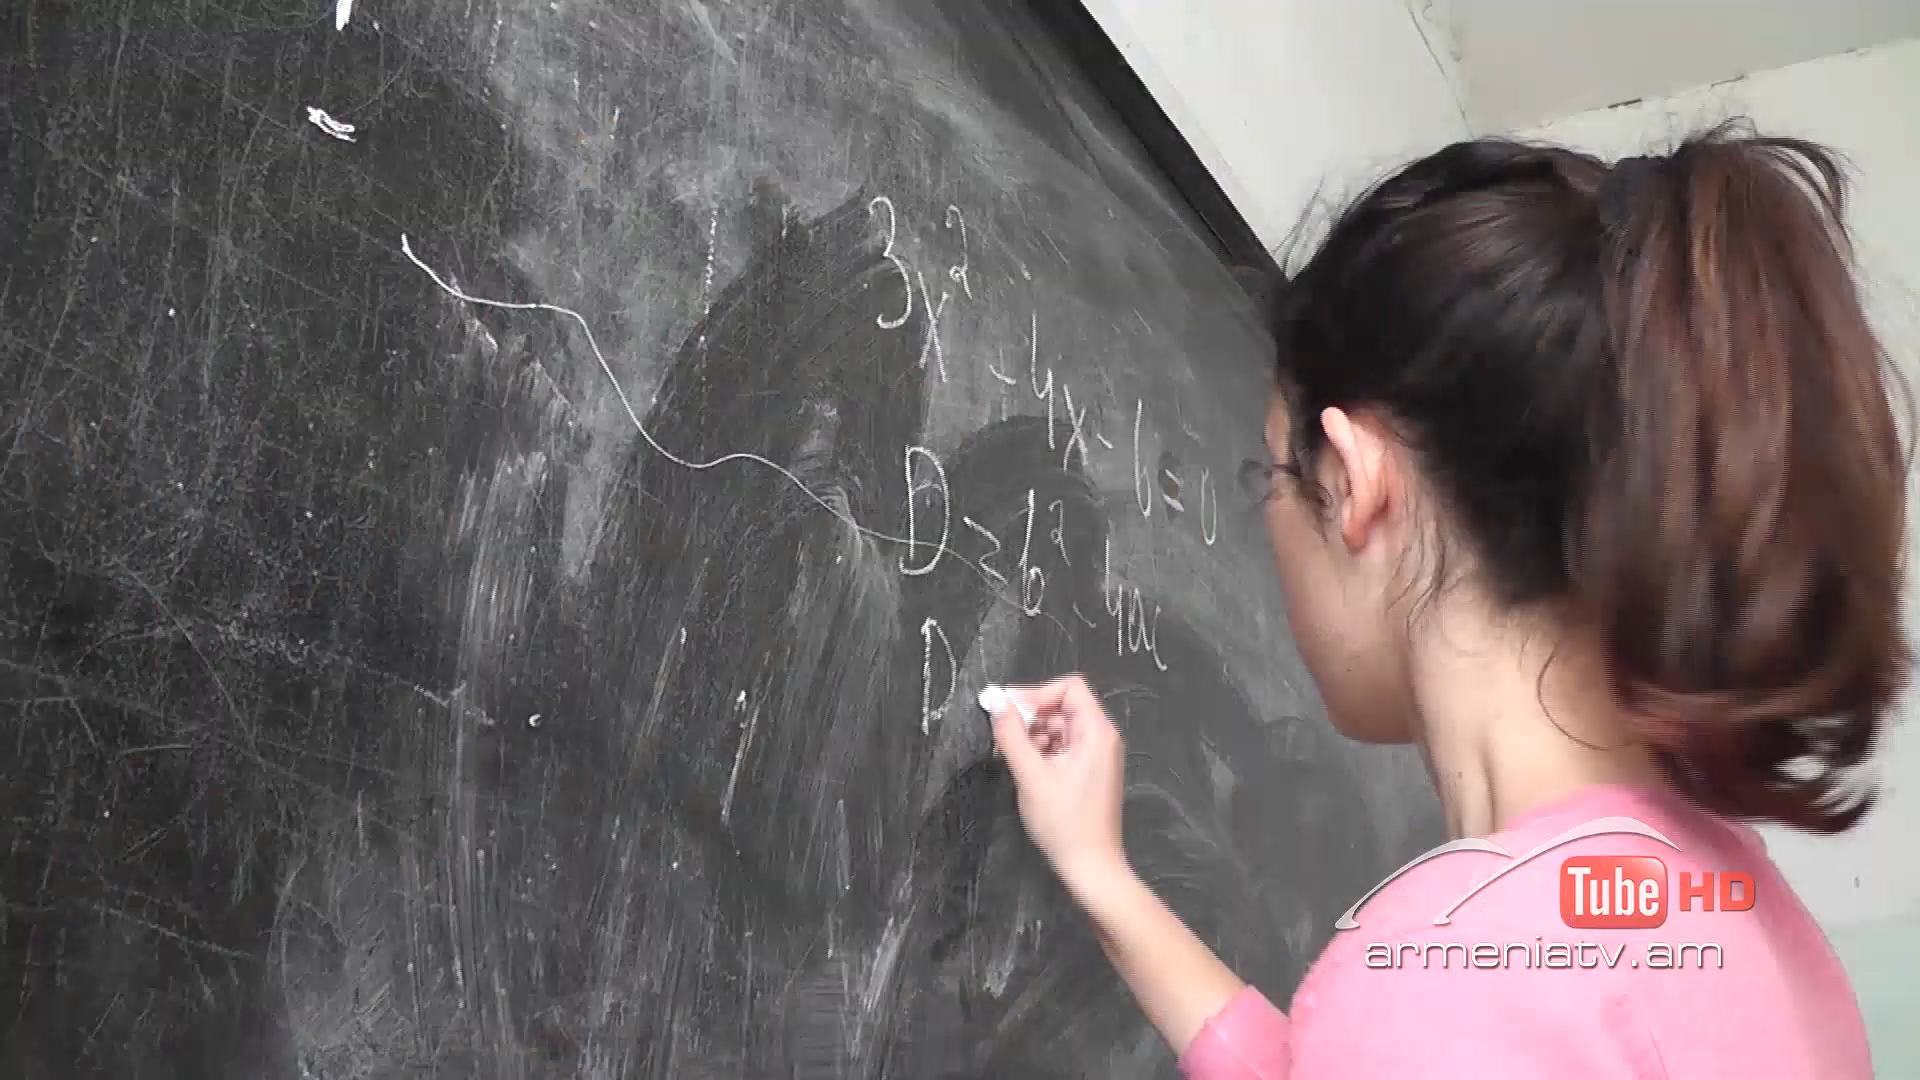 3x² - 4x - 6 = 0
D = b² - 4ac
D
Tube HD
armeniatv.am